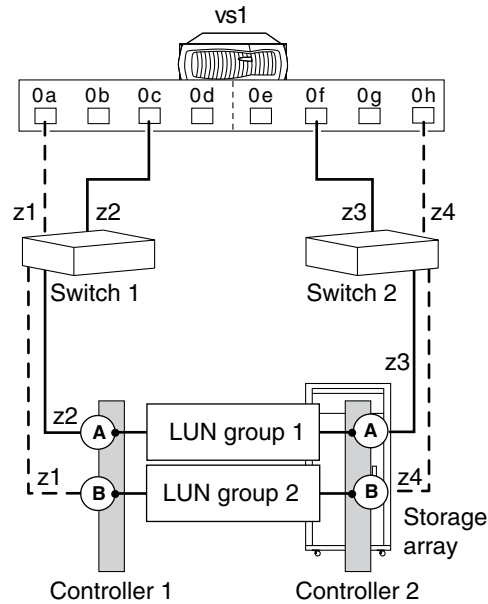 vs1
0a 0b 0c 0d 0e 0f 0g 0h
z1 z2 z3 z4
Switch 1 Switch 2
z3
z2 A LUN group 1 A
z1 B LUN group 2 B z4
Storage
array
Controller 1 Controller 2